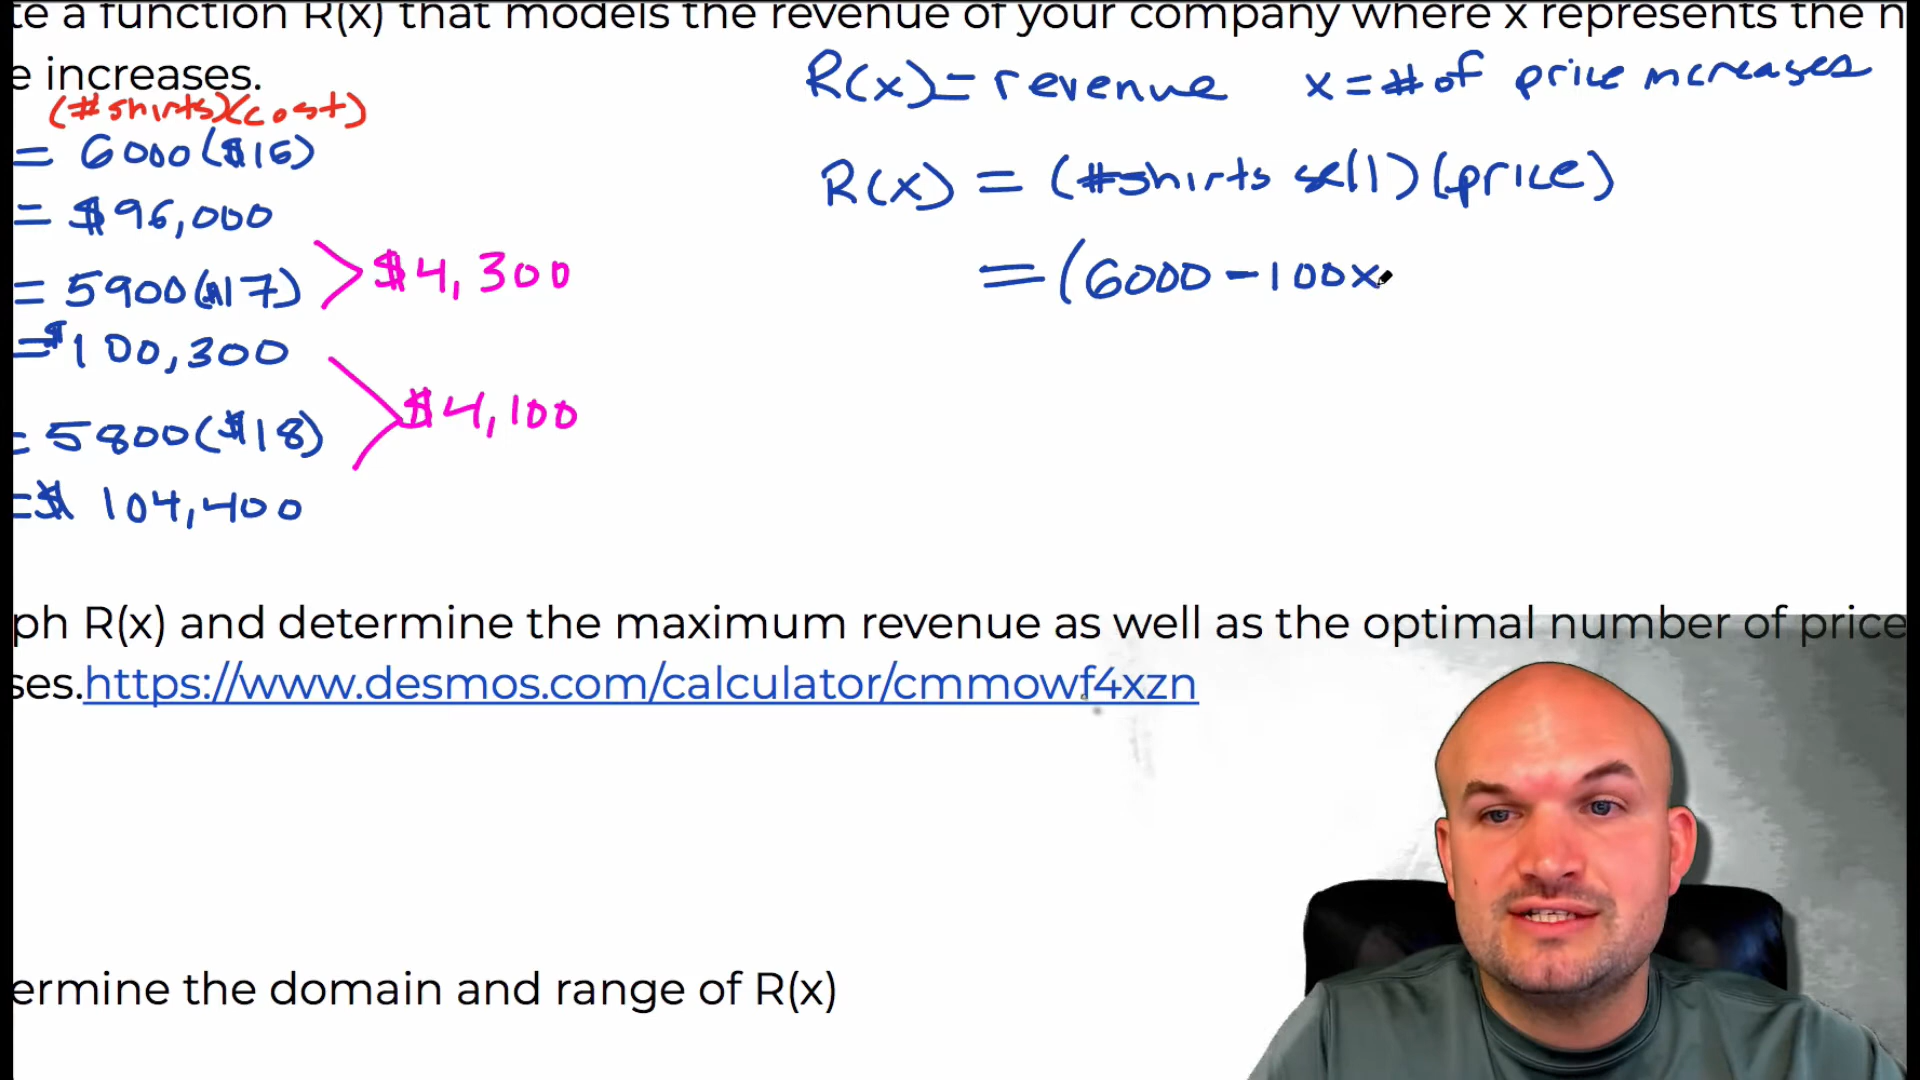 te a function R(x) that models the revenue of your company where x represents the n
e increases.
(#shirts)(cost)
= 6000($16)
= $96,000
= 5900($17)
=$100,300
= 5800($18)
=$ 104,400
$4,300
$4,100
R(x)= revenue x=# of price increases
R(x) = (#shirts sell)(price)
= (6000-100x
ph R(x) and determine the maximum revenue as well as the optimal number of price
ses.https://www.desmos.com/calculator/cmmowf4xzn
ermine the domain and range of R(x)